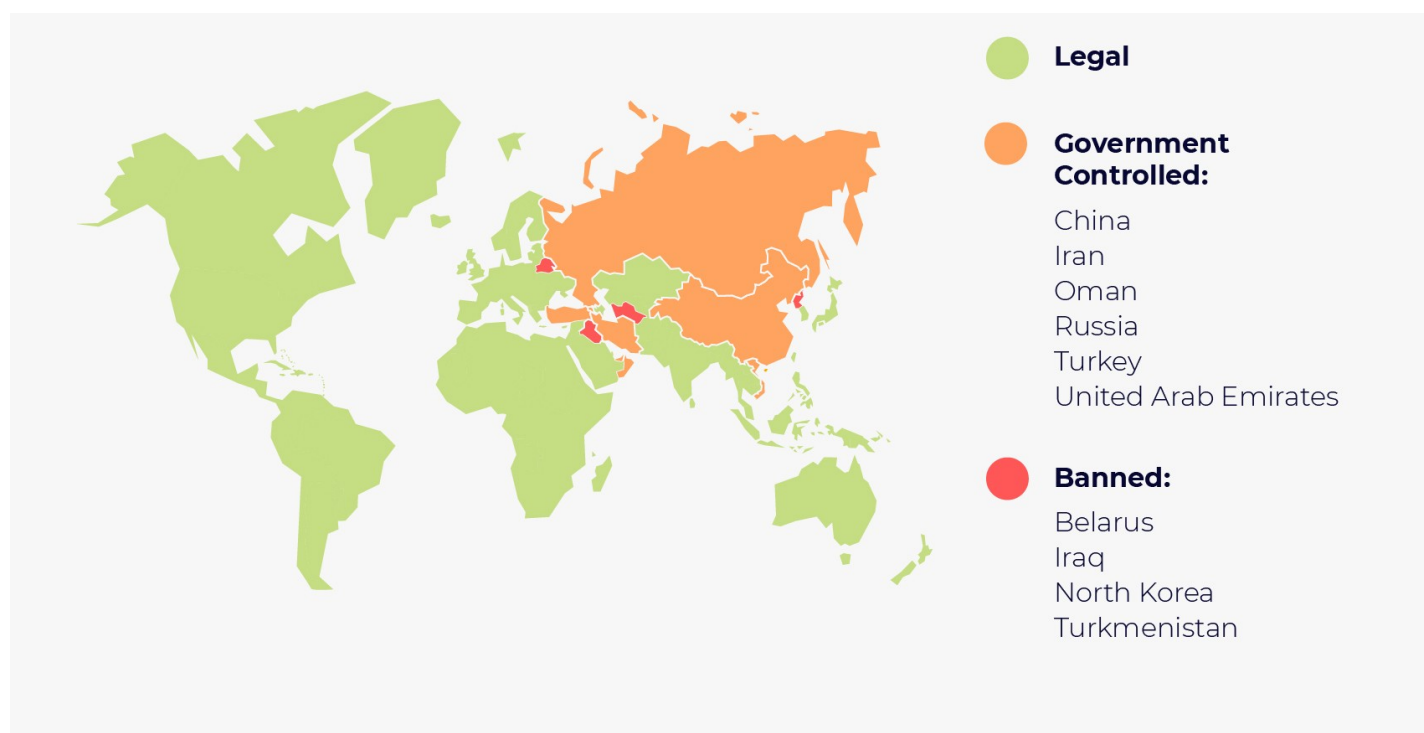 Legal
Government
Controlled:
China
Iran
Oman
Russia
Turkey
United Arab Emirates
Banned:
Belarus
Iraq
North Korea
Turkmenistan